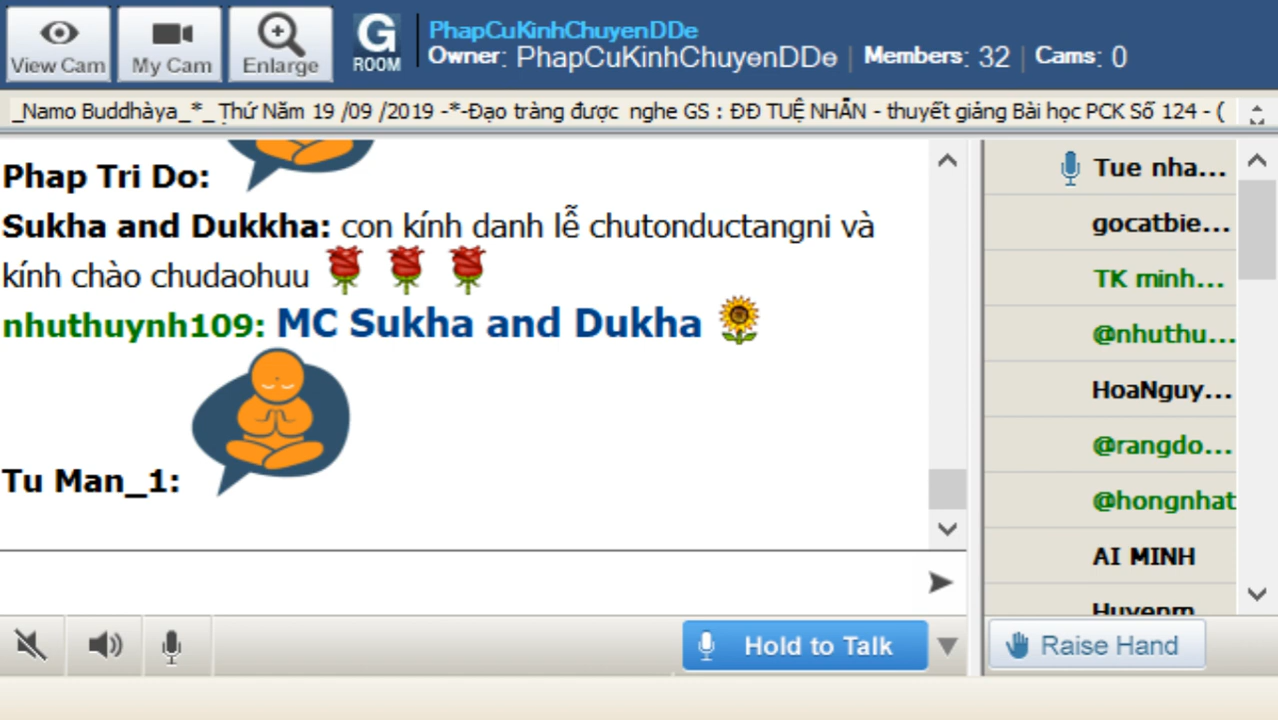 View Cam
My Cam
Enlarge
G
ROOM
PhapCuKinhChuyenDDe
Owner: PhapCuKinhChuyenDDe | Members: 32 | Cams: 0
_Namo Buddhàya_*_ Thứ Năm 19 /09 /2019 -*-Đạo tràng được nghe GS : ĐĐ TUỆ NHẪN - thuyết giảng Bài học PCK Số 124 - (
Phap Tri Do:
Sukha and Dukkha: con kính danh lễ chutonductangni và
kính chào chudaohuu
nhuthuynh109: MC Sukha and Dukha
Tu Man_1:
Hold to Talk
Tue nha...
gocatbie...
TK minh...
@nhuthu...
HoaNguy...
@rangdo...
@hongnhat
AI MINH
Huyenm
Raise Hand